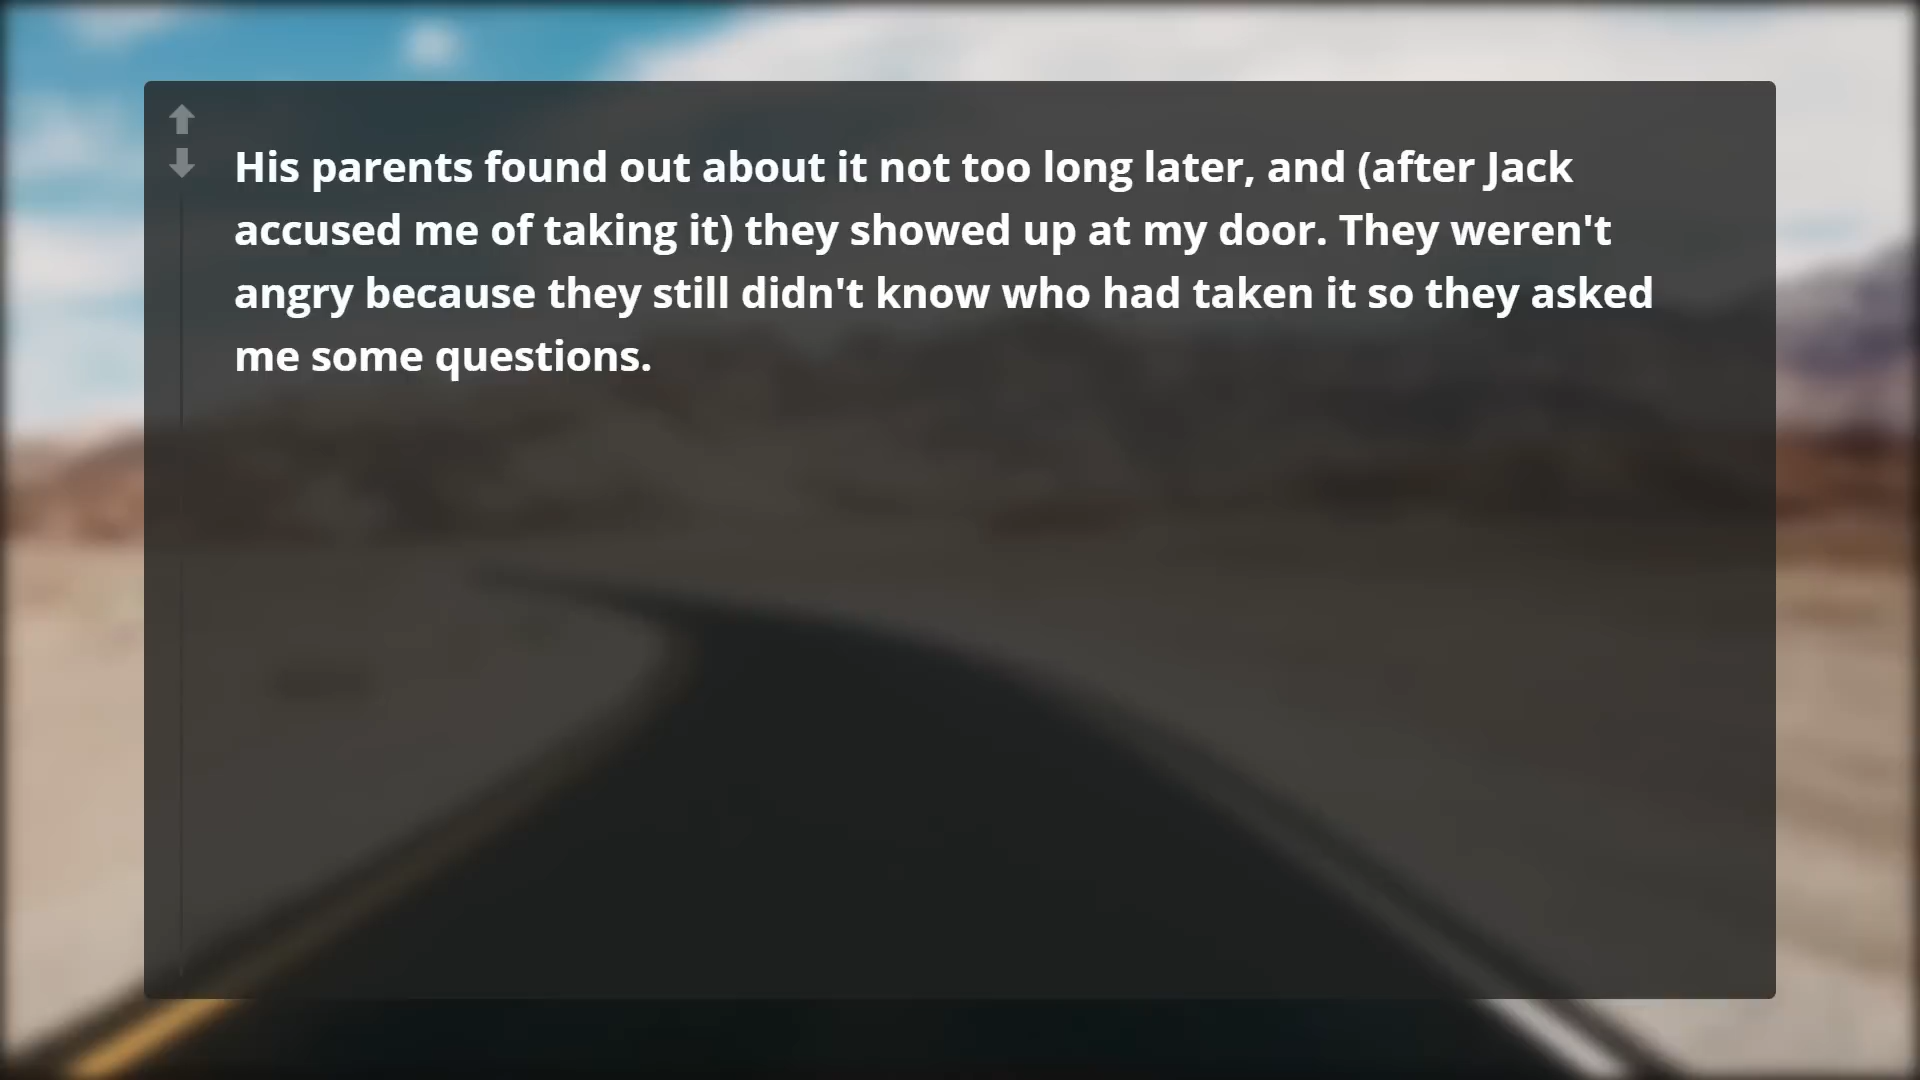 His parents found out about it not too long later, and (after Jack
accused me of taking it) they showed up at my door. They weren't
angry because they still didn't know who had taken it so they asked
me some questions.